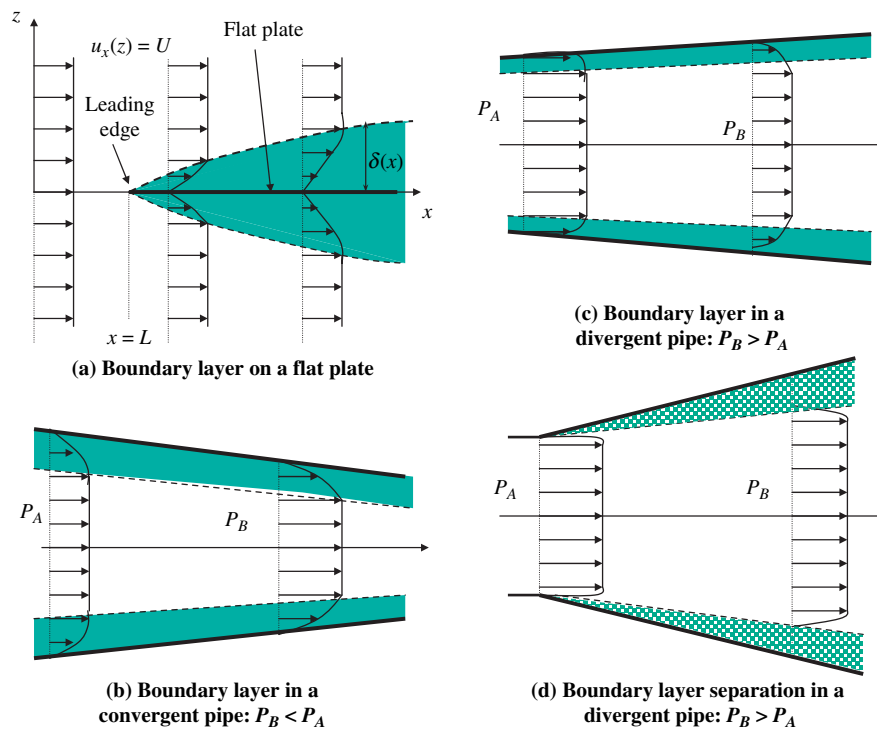 z
u_x(z) = U
Flat plate
Leading
edge
δ(x)
x
x = L
(a) Boundary layer on a flat plate
P_A
P_B
(b) Boundary layer in a
convergent pipe: P_B < P_A
P_A
P_B
(c) Boundary layer in a
divergent pipe: P_B > P_A
P_A
P_B
(d) Boundary layer separation in a
divergent pipe: P_B > P_A